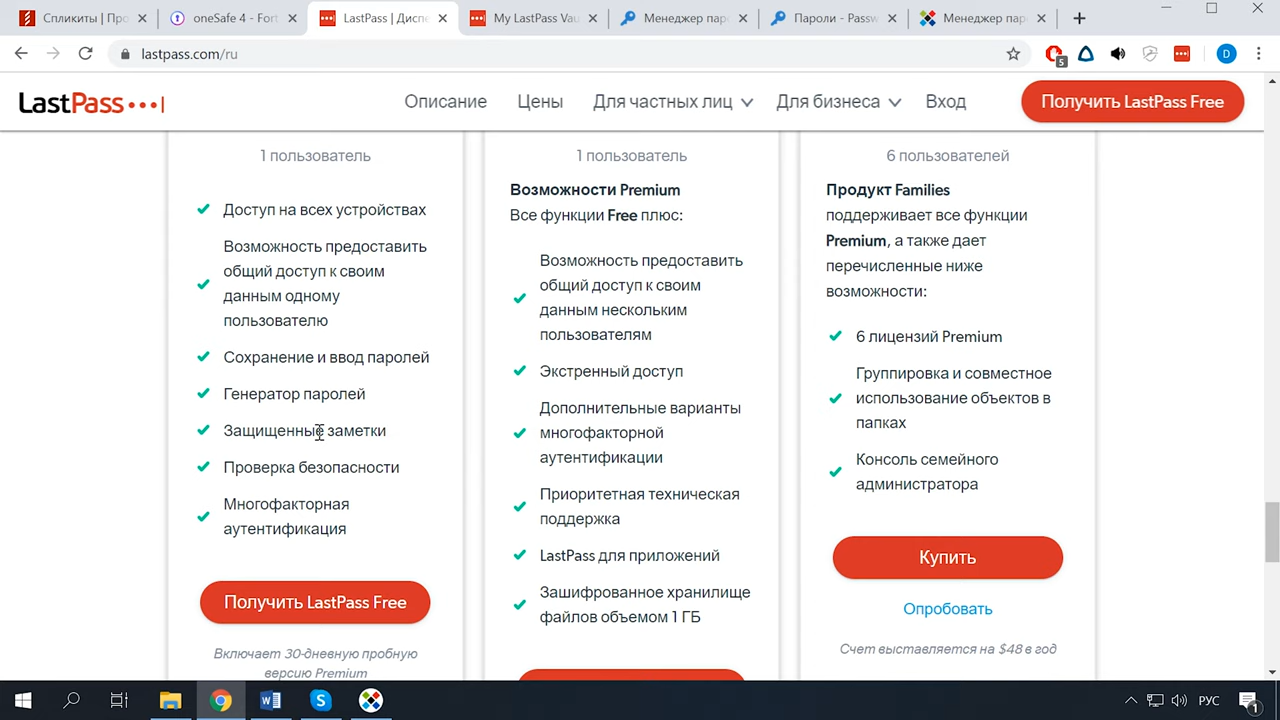 Спликиты | Про
oneSafe 4 - Fort
LastPass | Диспе
My LastPass Vau
Менеджер паро
Пароли - Passw
Менеджер пар
lastpass.com/ru
5
D
LastPass
Описание
Цены
Для частных лиц
Для бизнеса
Вход
Получить LastPass Free
1 пользователь
Доступ на всех устройствах
Возможность предоставить
общий доступ к своим
данным одному
пользователю
Сохранение и ввод паролей
Генератор паролей
Защищенные заметки
Проверка безопасности
Многофакторная
аутентификация
Получить LastPass Free
Включает 30-дневную пробную
версию Premium
1 пользователь
Возможности Premium
Все функции Free плюс:
Возможность предоставить
общий доступ к своим
данным нескольким
пользователям
Экстренный доступ
Дополнительные варианты
многофакторной
аутентификации
Приоритетная техническая
поддержка
LastPass для приложений
Зашифрованное хранилище
файлов объемом 1 ГБ
6 пользователей
Продукт Families
поддерживает все функции
Premium, а также дает
перечисленные ниже
возможности:
6 лицензий Premium
Группировка и совместное
использование объектов в
папках
Консоль семейного
администратора
Купить
Опробовать
Счет выставляется на $48 в год
РУС
1